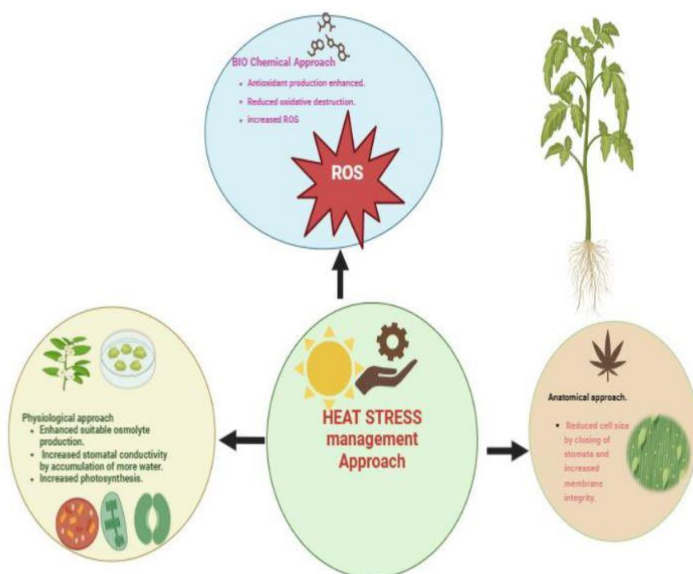 BIO Chemical Approach
• Antioxidant production enhanced.
• Reduced oxidative destruction.
• increased ROS
ROS
HEAT STRESS
management
Approach
Physiological approach
• Enhanced suitable osmolyte
production.
• Increased stomatal conductivity
by accumulation of more water.
• Increased photosynthesis.
Anatomical approach.
• Reduced cell size
by closing of
stomata and
increased
membrane
integrity.